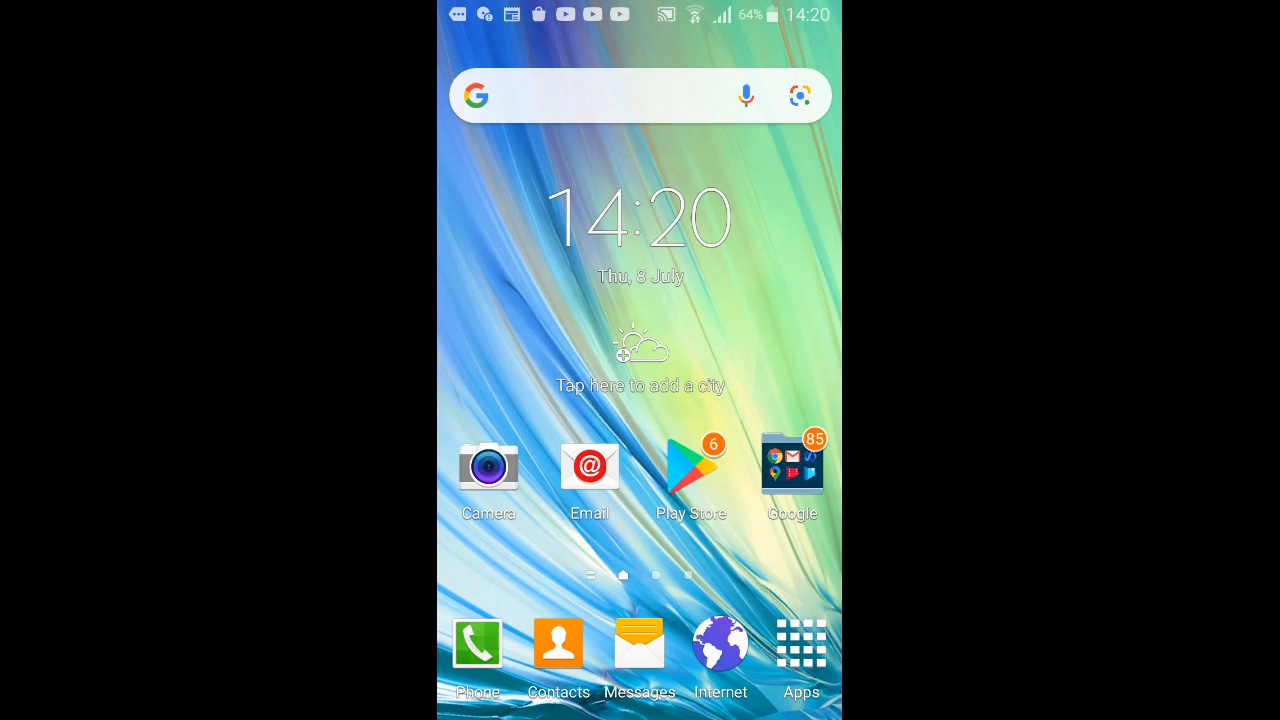 64% 14:20
G
14:20
Thu, 8 July
Tap here to add a city
6
85
@
Camera Email Play Store Google
Phone Contacts Messages Internet Apps